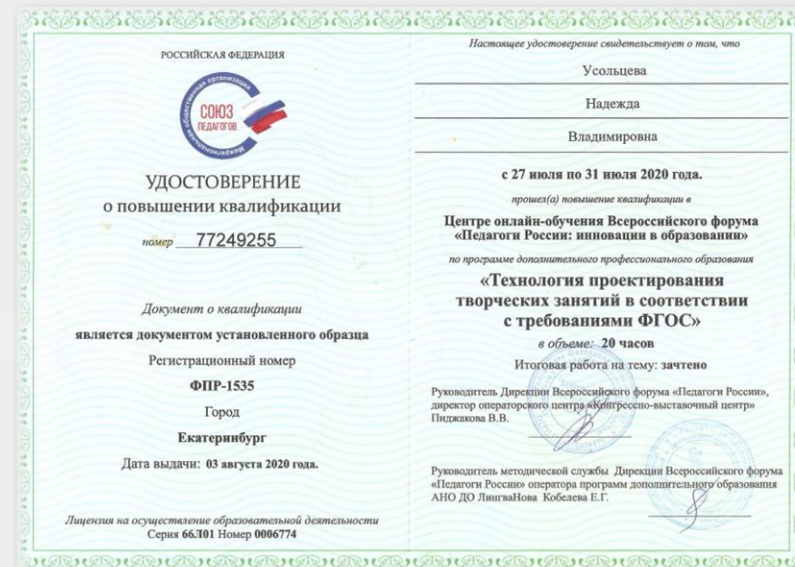 РОССИЙСКАЯ ФЕДЕРАЦИЯ
Межрегиональная общественная организация
СОЮЗ
ПЕДАГОГОВ
УДОСТОВЕРЕНИЕ
о повышении квалификации
номер 77249255
Документ о квалификации
является документом установленного образца
Регистрационный номер
ФПР-1535
Город
Екатеринбург
Дата выдачи: 03 августа 2020 года.
Лицензия на осуществление образовательной деятельности
Серия 66Л01 Номер 0006774
Настоящее удостоверение свидетельствует о том, что
Усольцева
Надежда
Владимировна
с 27 июля по 31 июля 2020 года.
прошел(а) повышение квалификации в
Центре онлайн-обучения Всероссийского форума
«Педагоги России: инновации в образовании»
по программе дополнительного профессионального образования
«Технология проектирования
творческих занятий в соответствии
с требованиями ФГОС»
в объеме: 20 часов
Итоговая работа на тему: зачтено
Руководитель Дирекции Всероссийского форума «Педагоги России»,
директор операторского центра «Конгрессно-выставочный центр»
Пиджакова В.В.
Руководитель методической службы Дирекции Всероссийского форума
«Педагоги России» оператора программ дополнительного образования
АНО ДО ЛингваНова Кобелева Е.Г.